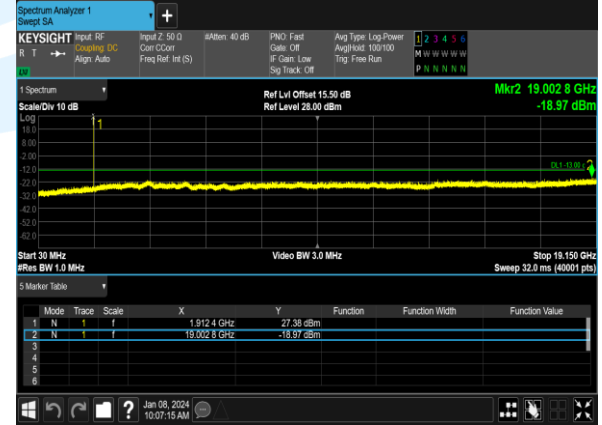 Spectrum Analyzer 1
Swept SA
+
KEYSIGHT Input: RF Input Z: 50 Ω #Atten: 40 dB PNO: Fast Avg Type: Log-Power 1 2 3 4 5 6
R T Coupling: DC Corr CCorr Gate: Off Avg|Hold: 100/100 M W W W W W
Align: Auto Freq Ref: Int (S) IF Gain: Low Trig: Free Run
Sig Track: Off P N N N N N
1 Spectrum Ref Lvl Offset 15.50 dB Mkr2 19.002 8 GHz
Scale/Div 10 dB Ref Level 28.00 dBm -18.97 dBm
Log
18.0 1
8.00
-2.00
-12.0 DL1 -13.00
-22.0
-32.0
-42.0
-52.0
-62.0
Start 30 MHz Video BW 3.0 MHz Stop 19.150 GHz
#Res BW 1.0 MHz Sweep 32.0 ms (40001 pts)
5 Marker Table
Mode Trace Scale X Y Function Function Width Function Value
1 N 1 f 1.912 4 GHz 27.38 dBm
2 N 1 f 19.002 8 GHz -18.97 dBm
3
4
5
6
? Jan 08, 2024
10:07:15 AM